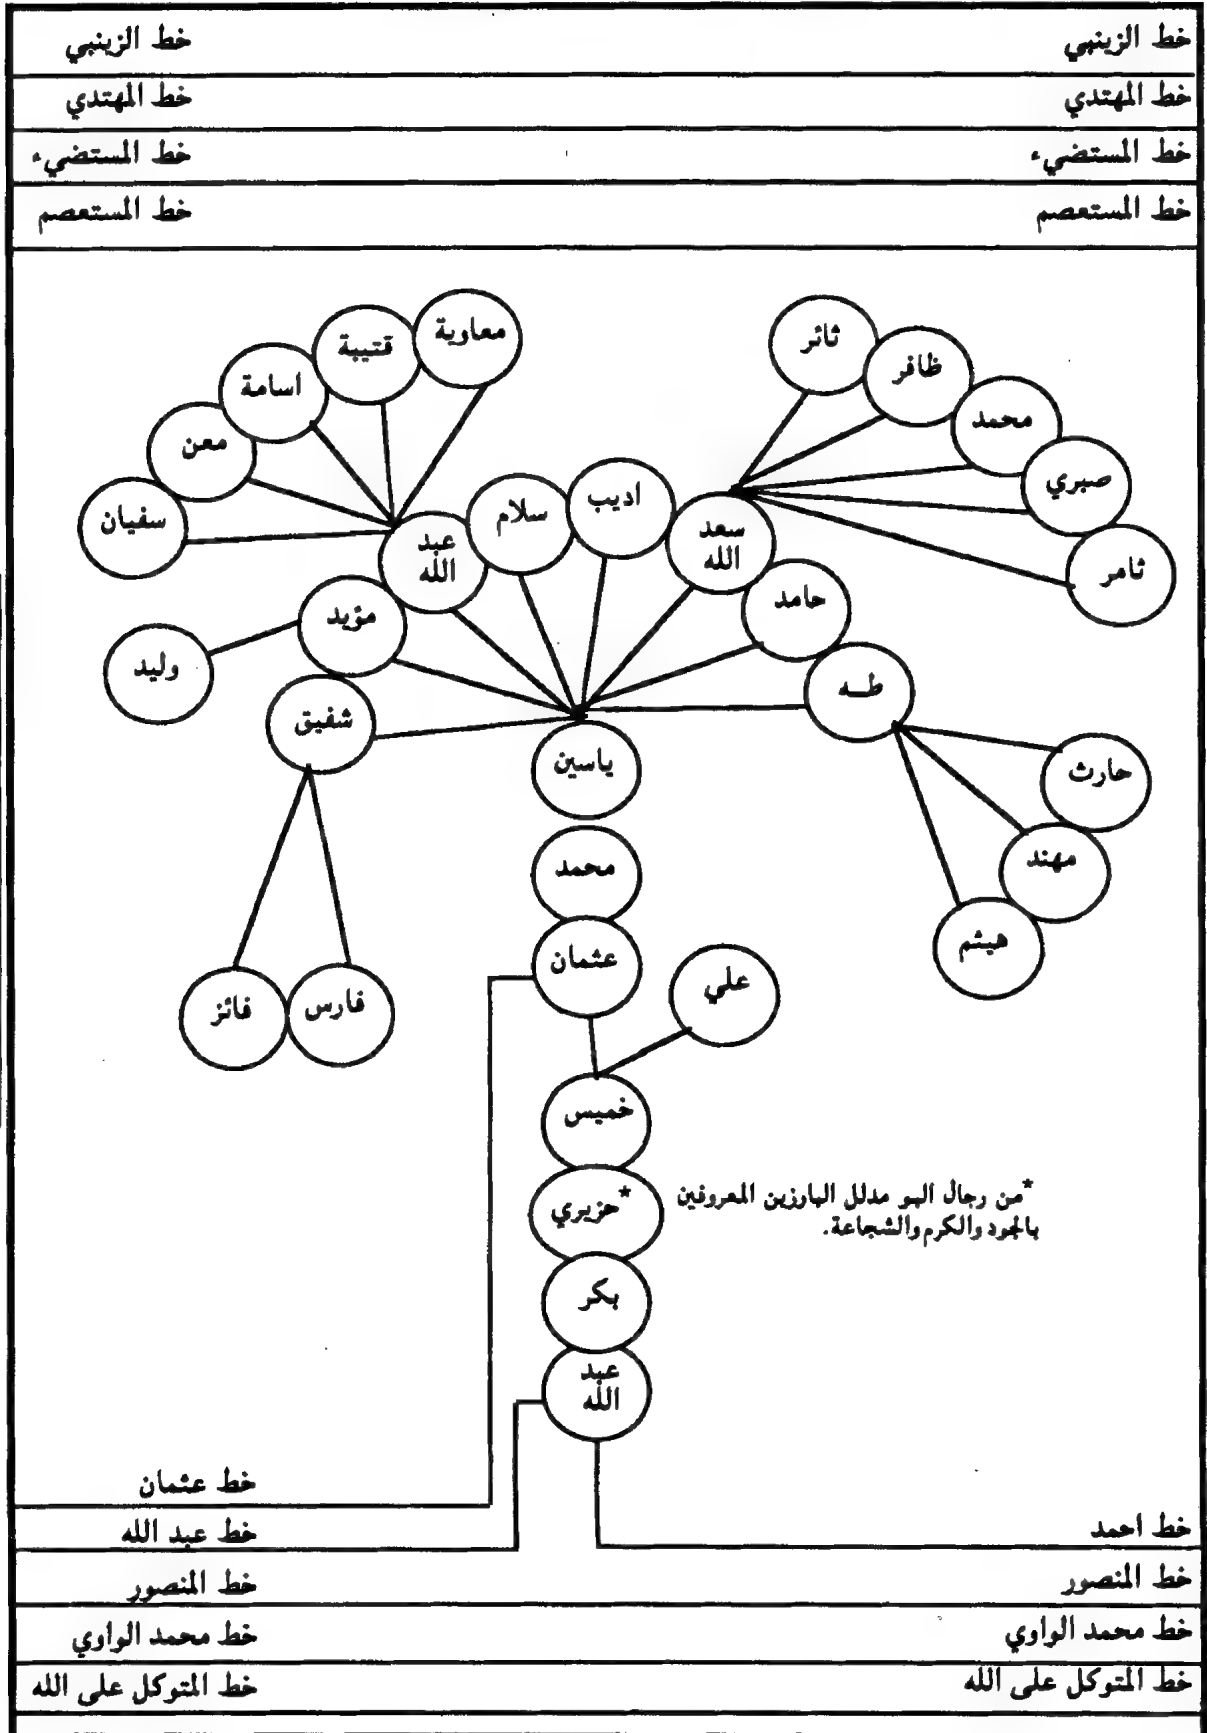 خط الزينبي خط الزينبي
خط المهتدي خط المهتدي
خط المستضيء خط المستضيء
خط المستعصم خط المستعصم
ثائر
ظافر
محمد
صبري
ثامر
معاوية
قتيبة
اسامة
معن
سفيان
سعد
الله
اديب
سلام
عبد
الله
حامد
طـه
مؤيد
وليد
شفيق
ياسين
حارث
مهند
هيثم
محمد
عثمان
علي
فارس
فائز
خميس
*حزيري
*من رجال البو مدلل البارزين المعروفين
بالجود والكرم والشجاعة.
بكر
عبد
الله
خط عثمان
خط احمد خط عبد الله
خط المنصور خط المنصور
خط محمد الواوي خط محمد الواوي
خط المتوكل على الله خط المتوكل على الله